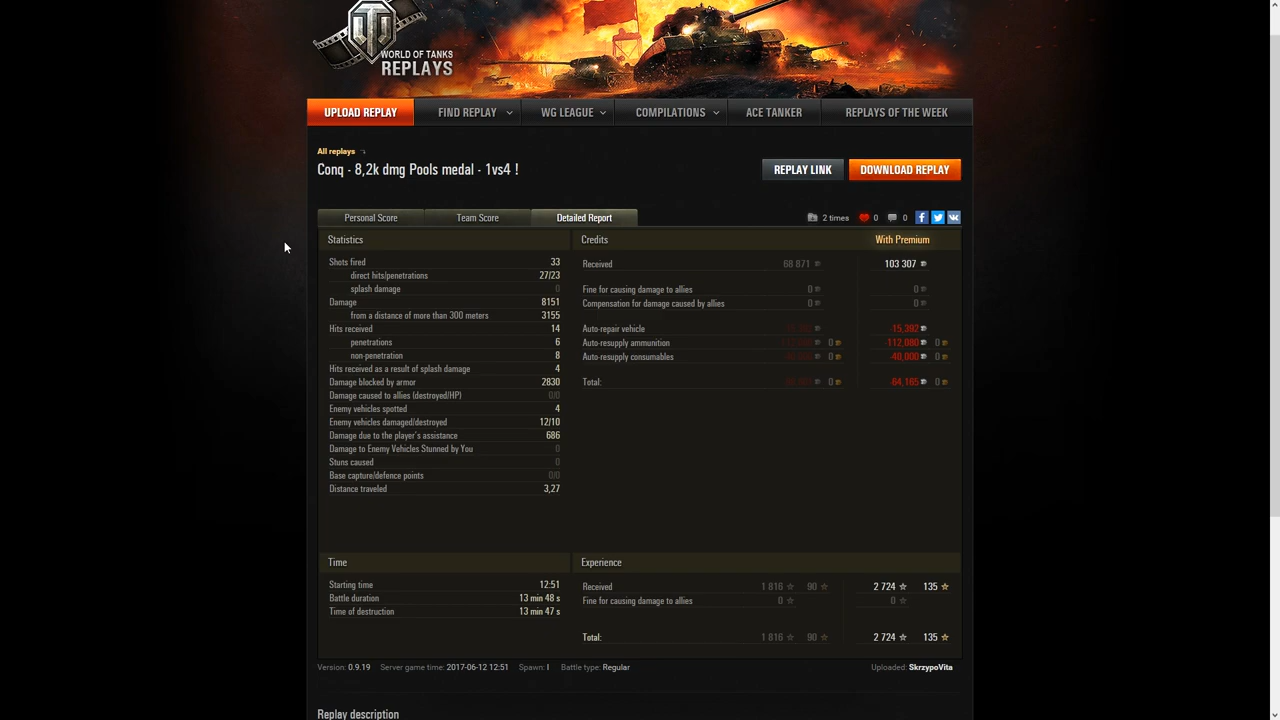 WORLD OF TANKS
REPLAYS
UPLOAD REPLAY FIND REPLAY WG LEAGUE COMPILATIONS ACE TANKER REPLAYS OF THE WEEK
All replays
Conq - 8,2k dmg Pools medal - 1vs4 !
REPLAY LINK DOWNLOAD REPLAY
Personal Score Team Score Detailed Report 2 times 0 0
Statistics Credits With Premium
Shots fired 33 Received 68 871 103 307
direct hits/penetrations 27/23
splash damage 0 Fine for causing damage to allies 0 0
Damage 8151 Compensation for damage caused by allies 0 0
from a distance of more than 300 meters 3155
Hits received 14 Auto-repair vehicle -15,392
penetrations 6 Auto-resupply ammunition 0 -112,080 0
non-penetration 8 Auto-resupply consumables 0 -40,000 0
Hits received as a result of splash damage 4
Damage blocked by armor 2830 Total: 0 -64,165 0
Damage caused to allies (destroyed/HP) 0/0
Enemy vehicles spotted 4
Enemy vehicles damaged/destroyed 12/10
Damage due to the player's assistance 686
Damage to Enemy Vehicles Stunned by You 0
Stuns caused 0
Base capture/defence points 0/0
Distance traveled 3,27
Time Experience
Starting time 12:51 Received 1 816 90 2 724 135
Battle duration 13 min 48 s Fine for causing damage to allies 0 0
Time of destruction 13 min 47 s
Total: 1 816 90 2 724 135
Version: 0.9.19 Server game time: 2017-06-12 12:51 Spawn: I Battle type: Regular Uploaded: SkrzypoVita
Replay description